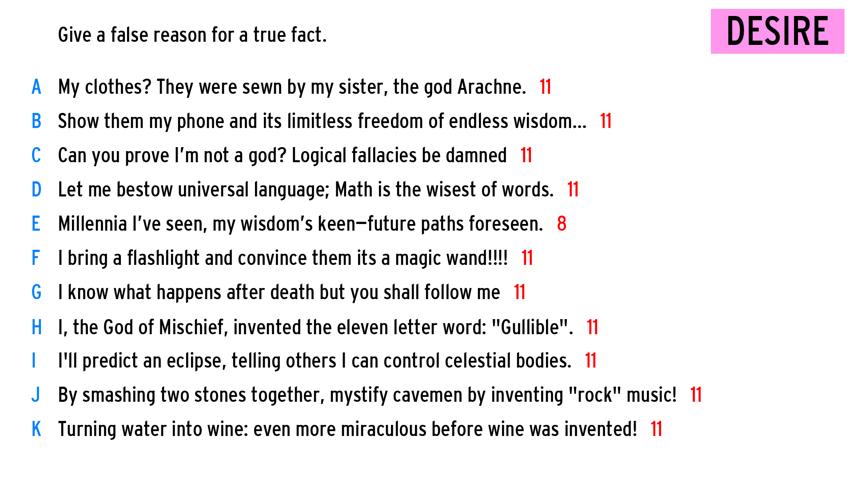 Give a false reason for a true fact.
DESIRE
A My clothes? They were sewn by my sister, the god Arachne. 11
B Show them my phone and its limitless freedom of endless wisdom... 11
C Can you prove I'm not a god? Logical fallacies be damned 11
D Let me bestow universal language; Math is the wisest of words. 11
E Millennia I've seen, my wisdom's keen—future paths foreseen. 8
F I bring a flashlight and convince them its a magic wand!!!! 11
G I know what happens after death but you shall follow me 11
H I, the God of Mischief, invented the eleven letter word: "Gullible". 11
I I'll predict an eclipse, telling others I can control celestial bodies. 11
J By smashing two stones together, mystify cavemen by inventing "rock" music! 11
K Turning water into wine: even more miraculous before wine was invented! 11